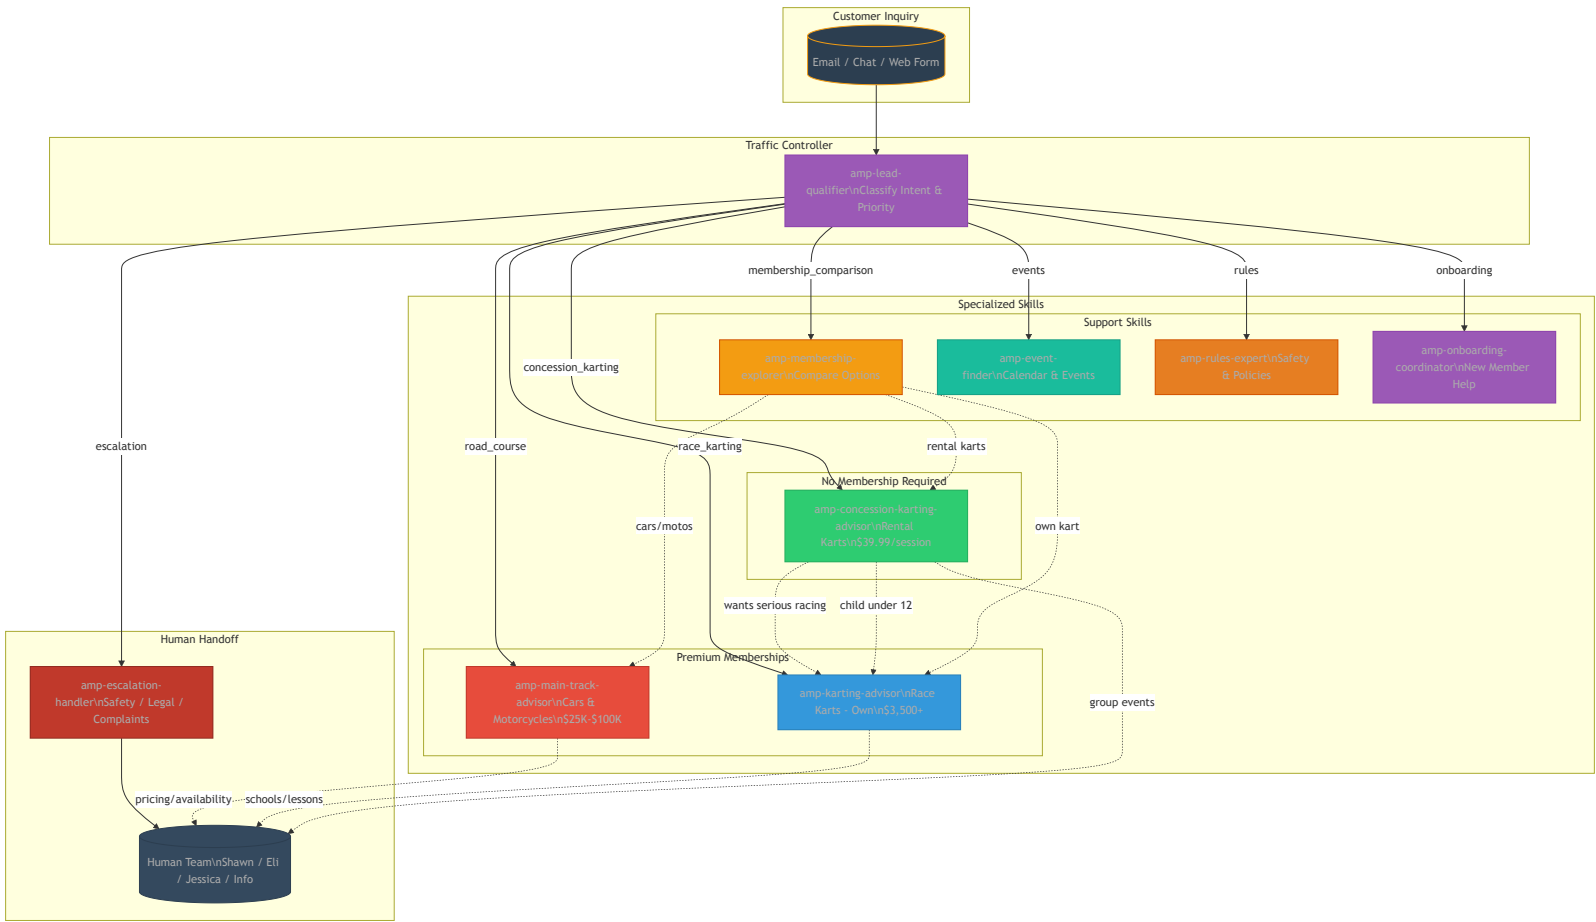 Customer Inquiry
Email / Chat / Web Form
Traffic Controller
amp-lead-
qualifier\nClassify Intent &
Priority
membership_comparison
events
rules
onboarding
Specialized Skills
Support Skills
amp-membership-
explorer\nCompare Options
amp-event-
finder\nCalendar & Events
amp-rules-expert\nSafety
& Policies
amp-onboarding-
coordinator\nNew Member
Help
concession_karting
escalation
road_course
race_karting
rental karts
No Membership Required
amp-concession-karting-
advisor\nRental
Karts\n$39.99/session
cars/motos
own kart
wants serious racing
child under 12
Human Handoff
Premium Memberships
amp-escalation-
handler\nSafety / Legal /
Complaints
amp-main-track-
advisor\nCars &
Motorcycles\n$25K-$100K
amp-karting-advisor\nRace
Karts - Own\n$3,500+
group events
pricing/availability
schools/lessons
Human Team\nShawn / Eli
/ Jessica / Info